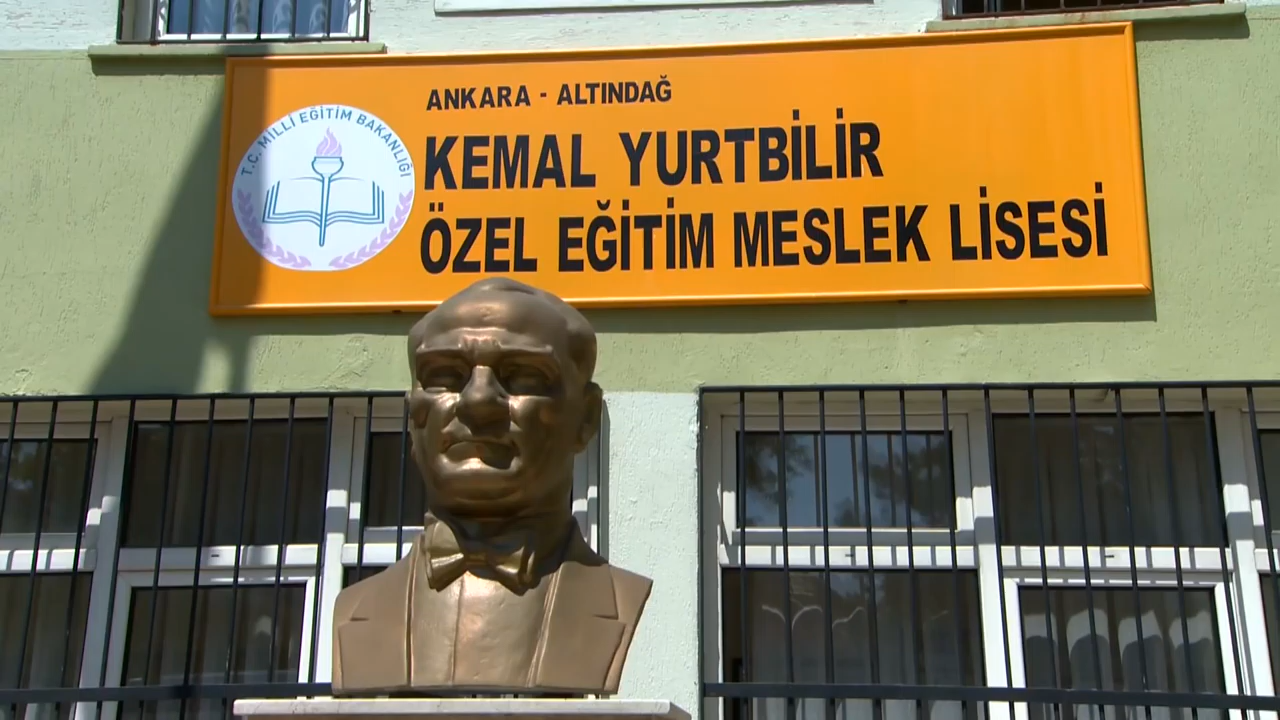 T.C. MİLLİ EĞİTİM BAKANLIĞI
ANKARA - ALTINDAĞ
KEMAL YURTBİLİR
ÖZEL EĞİTİM MESLEK LİSESİ